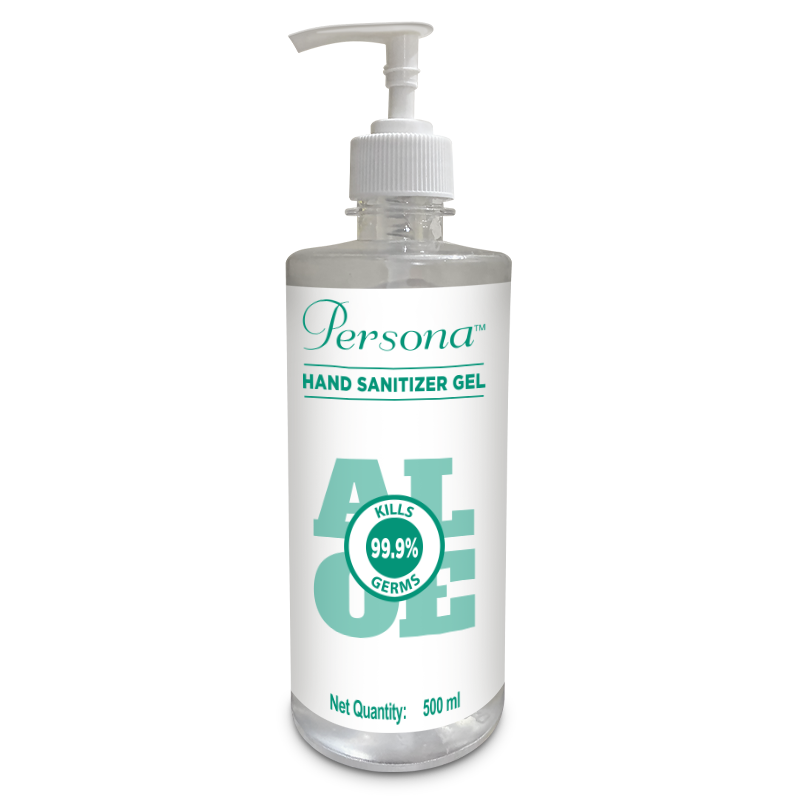 Persona™
HAND SANITIZER GEL
AL
KILLS
99.9%
GERMS
OE
Net Quantity: 500 ml